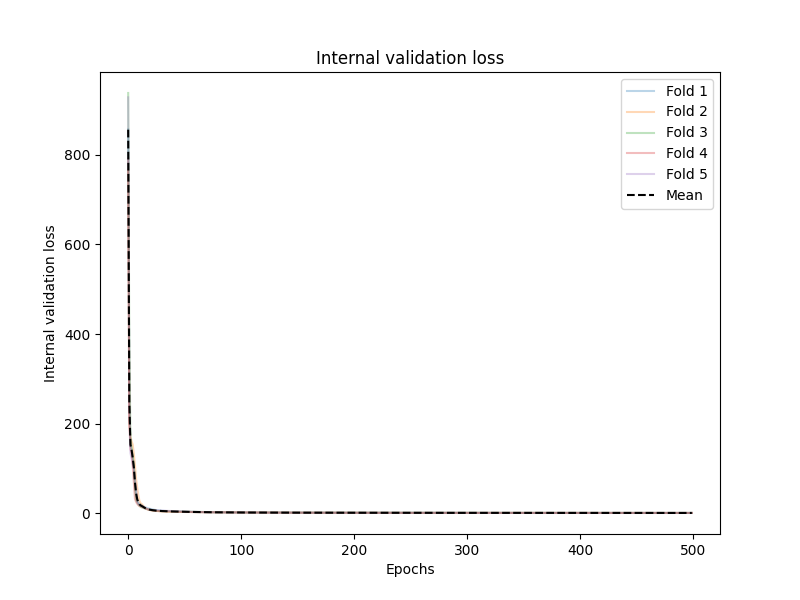 Internal validation loss
Fold 1
Fold 2
Fold 3
Fold 4
Fold 5
Mean
800
600
400
200
0
Internal validation loss
0 100 200 300 400 500
Epochs